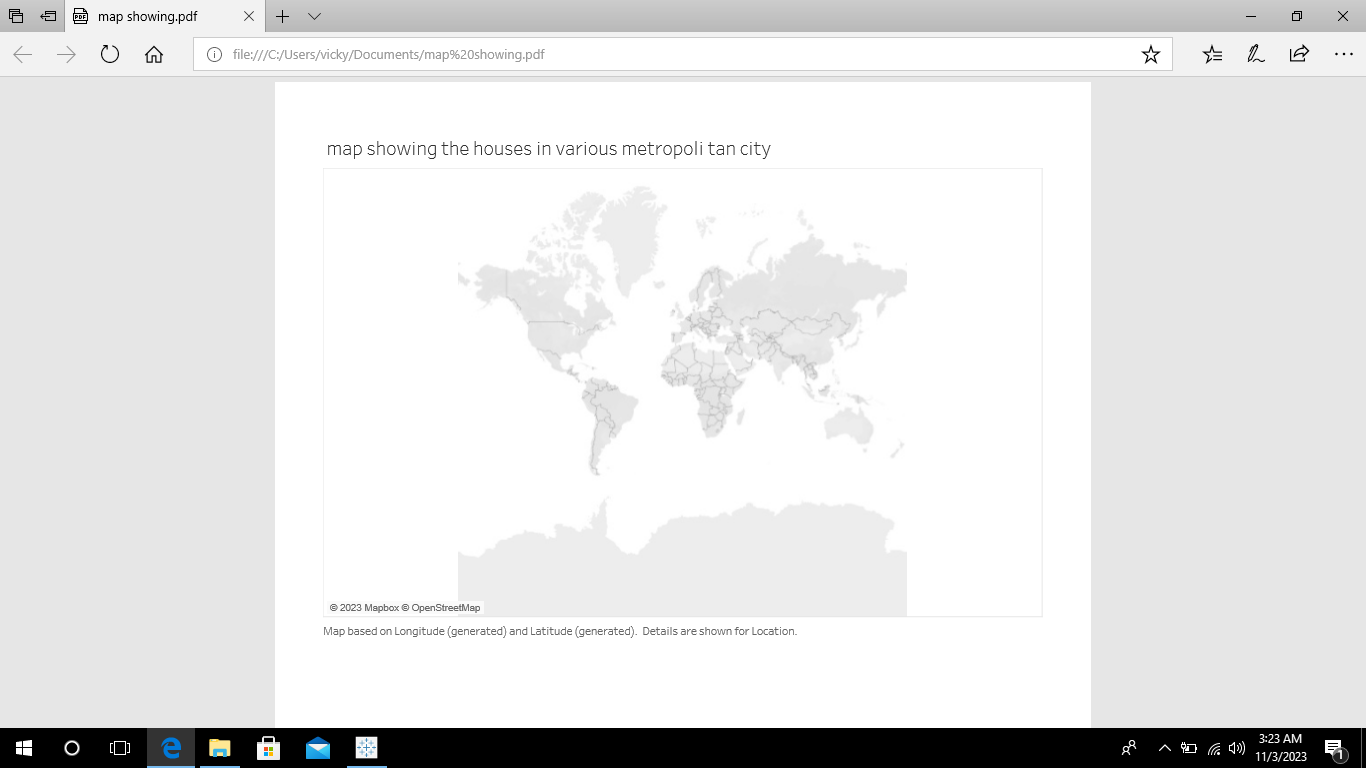 map showing.pdf
file:///C:/Users/vicky/Documents/map%20showing.pdf
map showing the houses in various metropoli tan city
© 2023 Mapbox © OpenStreetMap
Map based on Longitude (generated) and Latitude (generated). Details are shown for Location.
3:23 AM
11/3/2023
1